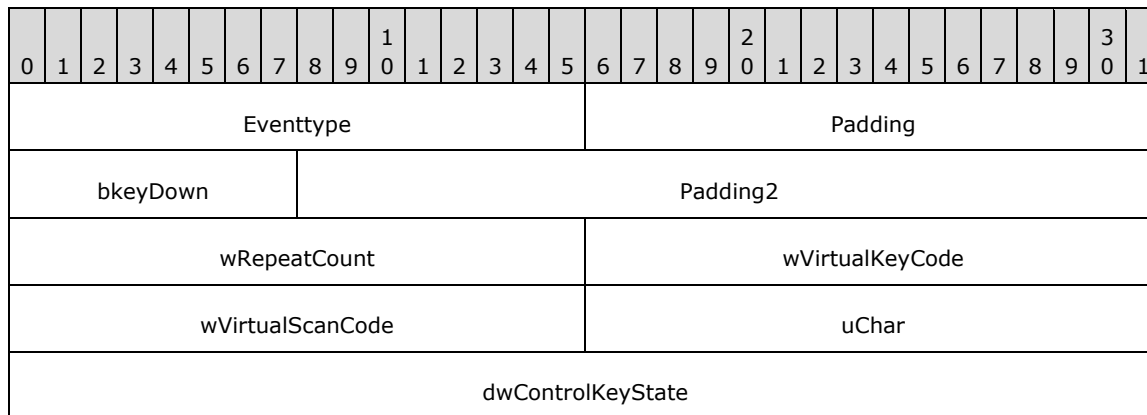 1 2 3
0 1 2 3 4 5 6 7 8 9 0 1 2 3 4 5 6 7 8 9 0 1 2 3 4 5 6 7 8 9 0 1
Eventtype Padding
bkeyDown Padding2
wRepeatCount wVirtualKeyCode
wVirtualScanCode uChar
dwControlKeyState